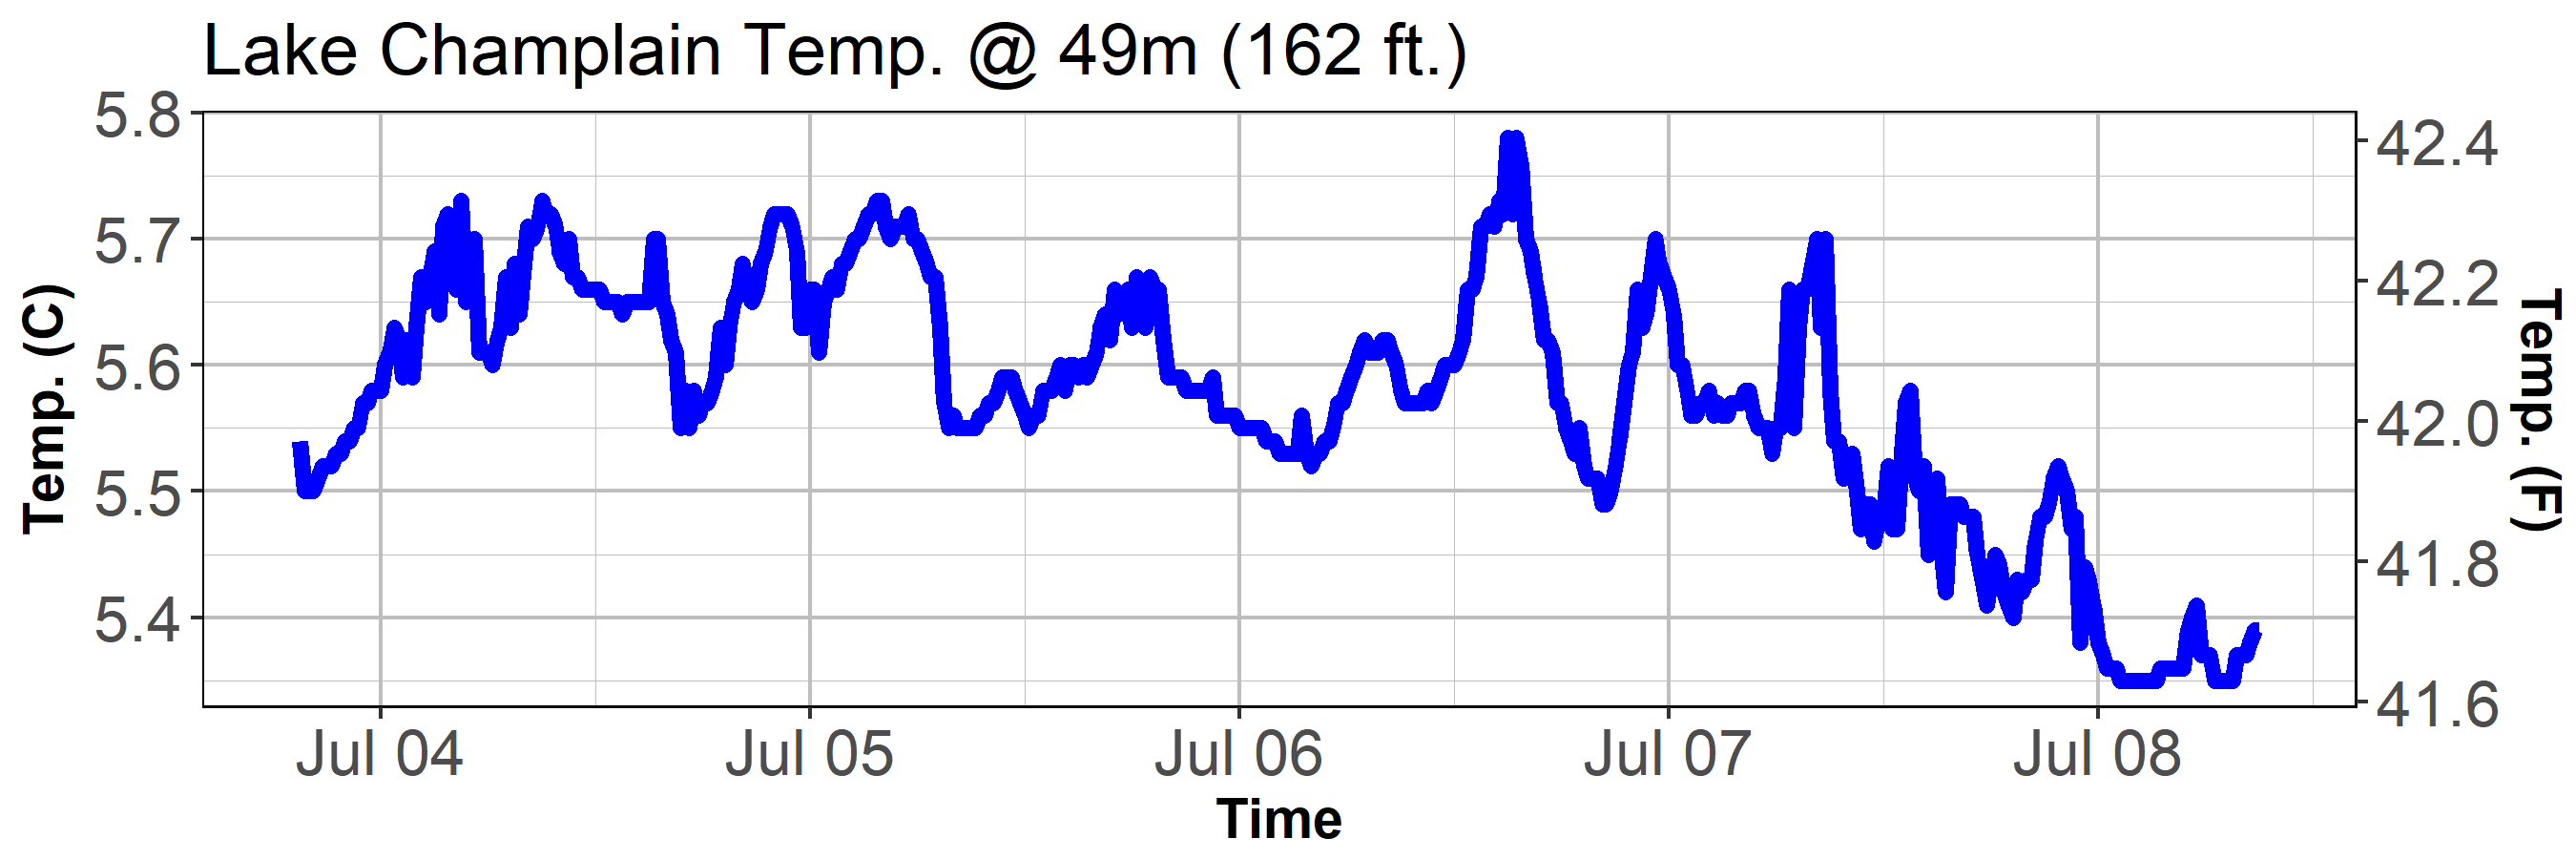 Lake Champlain Temp. @ 49m (162 ft.)
5.8
5.7
5.6
5.5
5.4
Temp. (C)
42.4
42.2
42.0
41.8
41.6
Temp. (F)
Jul 04 Jul 05 Jul 06 Jul 07 Jul 08
Time